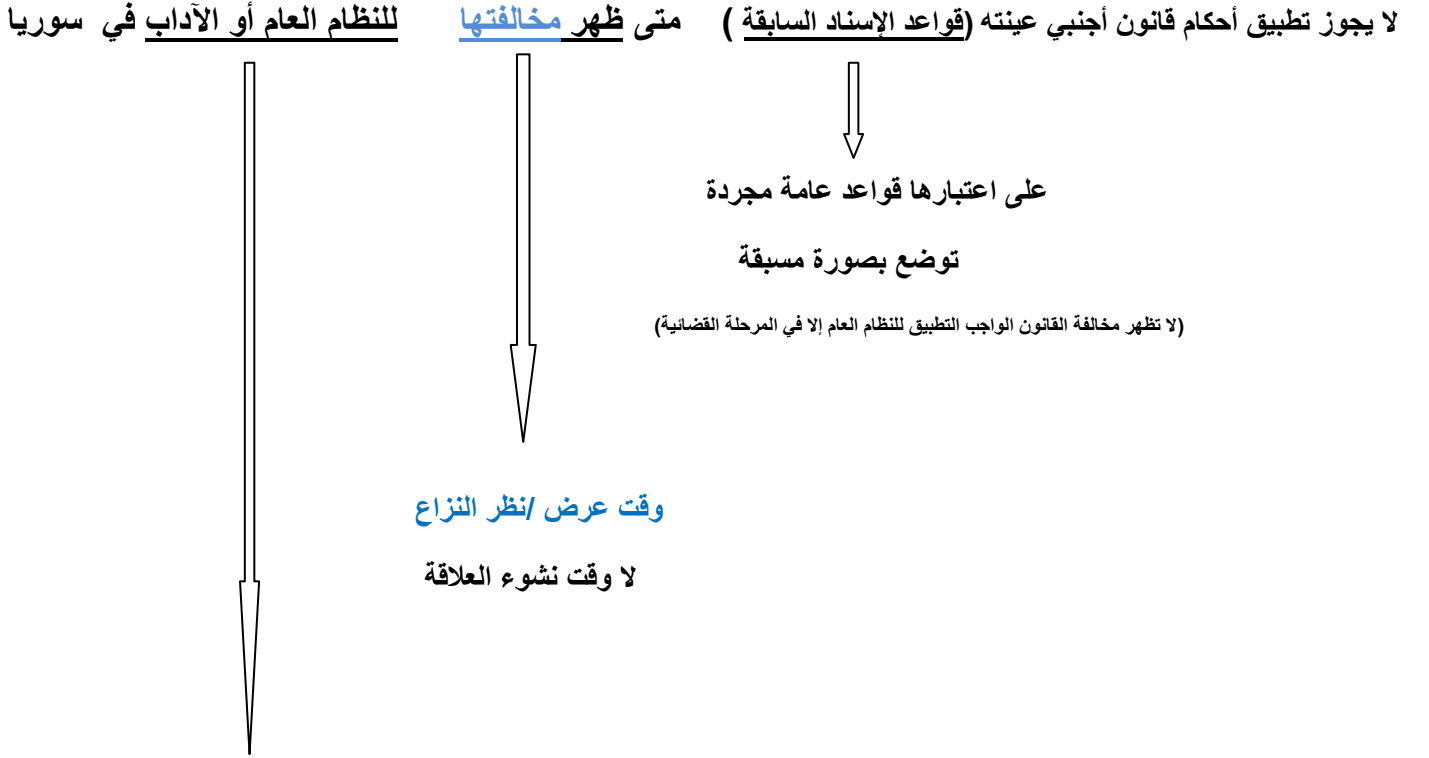 لا يجوز تطبيق أحكام قانون أجنبي عينته (قواعد الإسناد السابقة ) متى ظهر مخالفتها للنظام العام أو الآداب في سوريا
على اعتبارها قواعد عامة مجردة
توضع بصورة مسبقة
(لا تظهر مخالفة القانون الواجب التطبيق للنظام العام إلا في المرحلة القضائية)
وقت عرض /نظر النزاع
لا وقت نشوء العلاقة